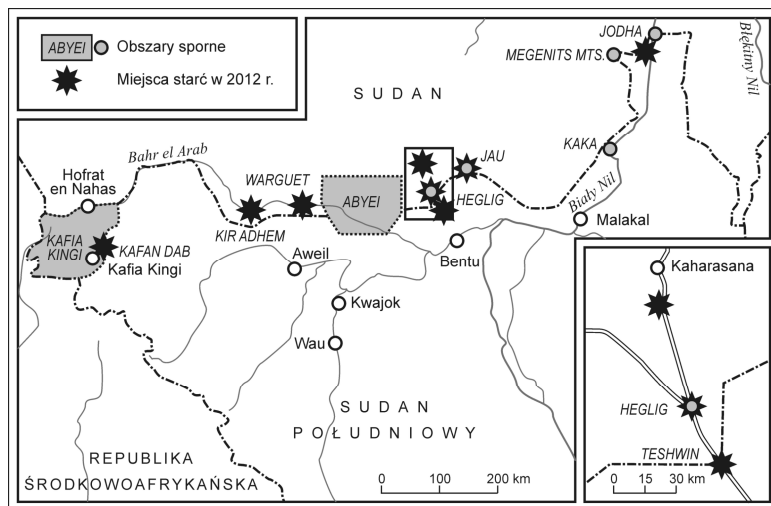 ABYEI
Obszary sporne
Miejsca starć w 2012 r.
JODHA
MEGENITS MTS.
Błękitny Nil
SUDAN
Bahr el Arab
KAKA
Hofrat
en Nahas
WARGUET
JAU
ABYEI
HEGLIG
Biały Nil
KAFIA
KINGI
KAFAN DAB
Kafia Kingi
KIR ADHEM
Malakal
Aweil
Bentu
Kwajok
Wau
SUDAN
POŁUDNIOWY
REPUBLIKA
ŚRODKOWOAFRYKAŃSKA
0 100 200 km
Kaharasana
HEGLIG
TESHWIN
0 15 30 km